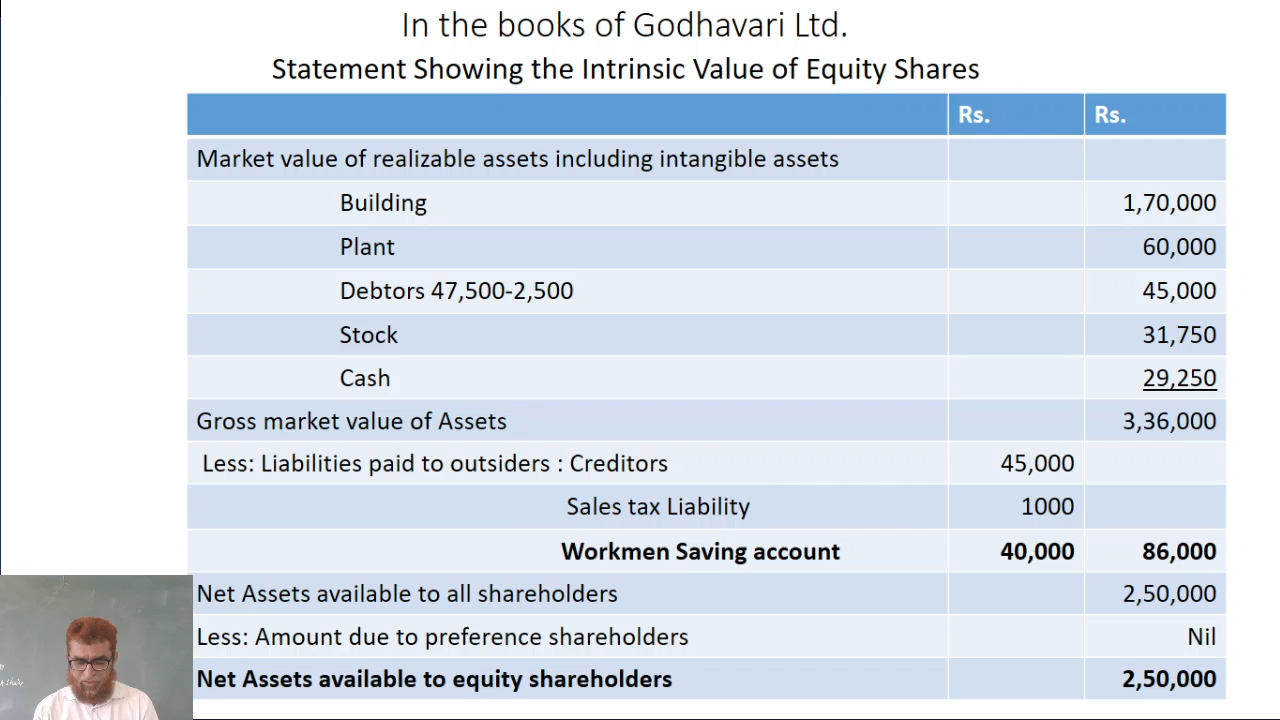 In the books of Godhavari Ltd.
Statement Showing the Intrinsic Value of Equity Shares
Rs. Rs.
Market value of realizable assets including intangible assets
Building 1,70,000
Plant 60,000
Debtors 47,500-2,500 45,000
Stock 31,750
Cash 29,250
Gross market value of Assets 3,36,000
Less: Liabilities paid to outsiders : Creditors 45,000
Sales tax Liability 1000
Workmen Saving account 40,000 86,000
Net Assets available to all shareholders 2,50,000
Less: Amount due to preference shareholders Nil
Net Assets available to equity shareholders 2,50,000